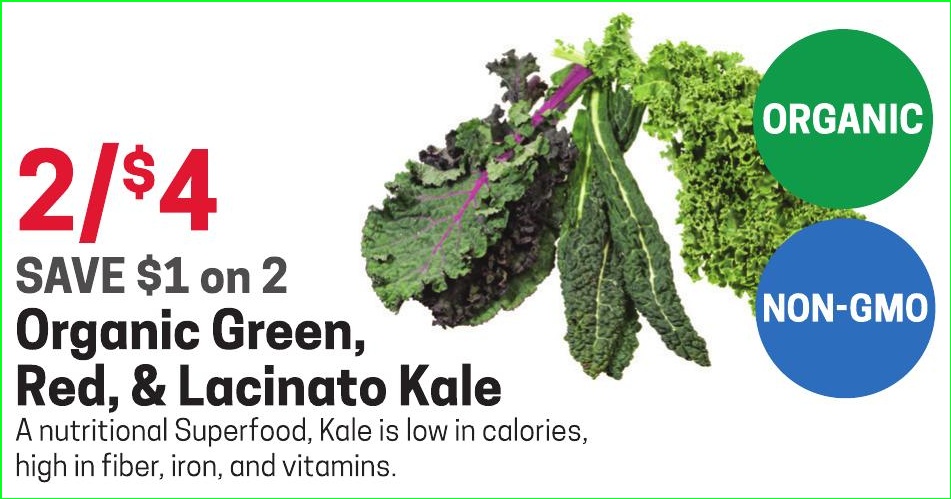 2/$4
SAVE $1 on 2
Organic Green,
Red, & Lacinato Kale
A nutritional Superfood, Kale is low in calories,
high in fiber, iron, and vitamins.
ORGANIC
NON-GMO